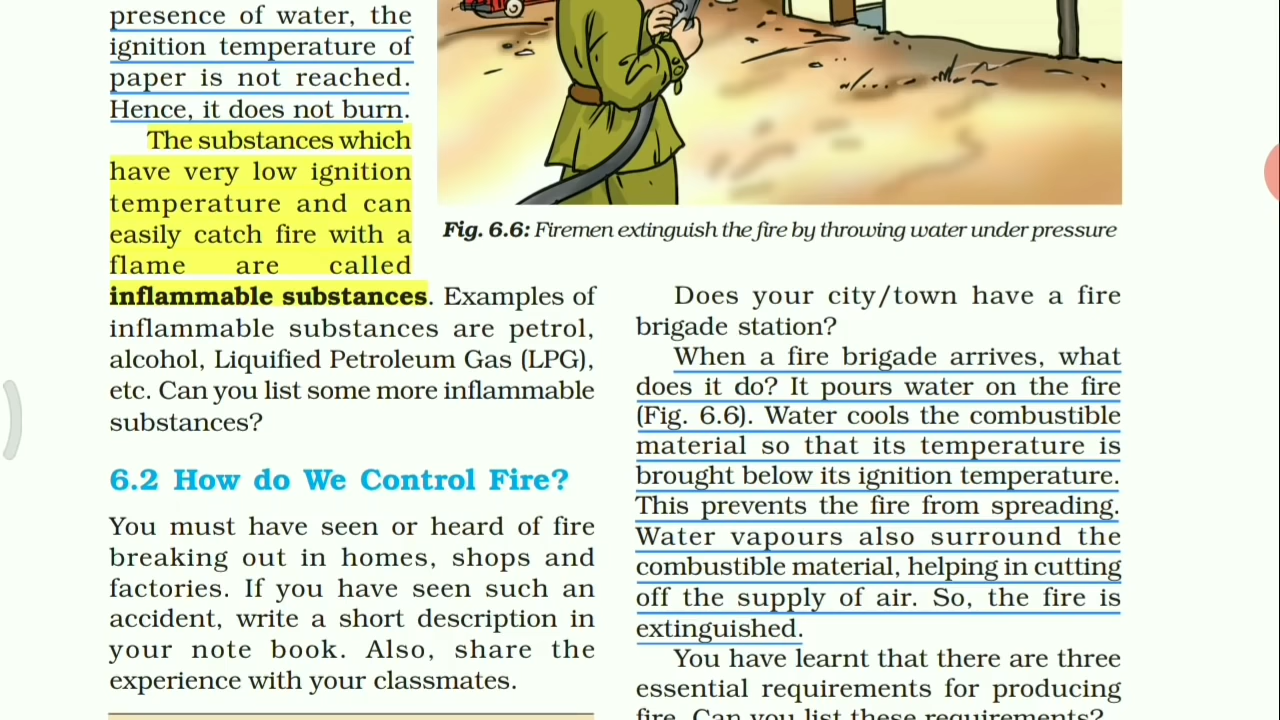 presence of water, the
ignition temperature of
paper is not reached.
Hence, it does not burn.
The substances which
have very low ignition
temperature and can
easily catch fire with a
flame are called
inflammable substances. Examples of
inflammable substances are petrol,
alcohol, Liquified Petroleum Gas (LPG),
etc. Can you list some more inflammable
substances?
6.2 How do We Control Fire?
You must have seen or heard of fire
breaking out in homes, shops and
factories. If you have seen such an
accident, write a short description in
your note book. Also, share the
experience with your classmates.
Fig. 6.6: Firemen extinguish the fire by throwing water under pressure
Does your city/town have a fire
brigade station?
When a fire brigade arrives, what
does it do? It pours water on the fire
(Fig. 6.6). Water cools the combustible
material so that its temperature is
brought below its ignition temperature.
This prevents the fire from spreading.
Water vapours also surround the
combustible material, helping in cutting
off the supply of air. So, the fire is
extinguished.
You have learnt that there are three
essential requirements for producing
fire. Can you list these requirements?